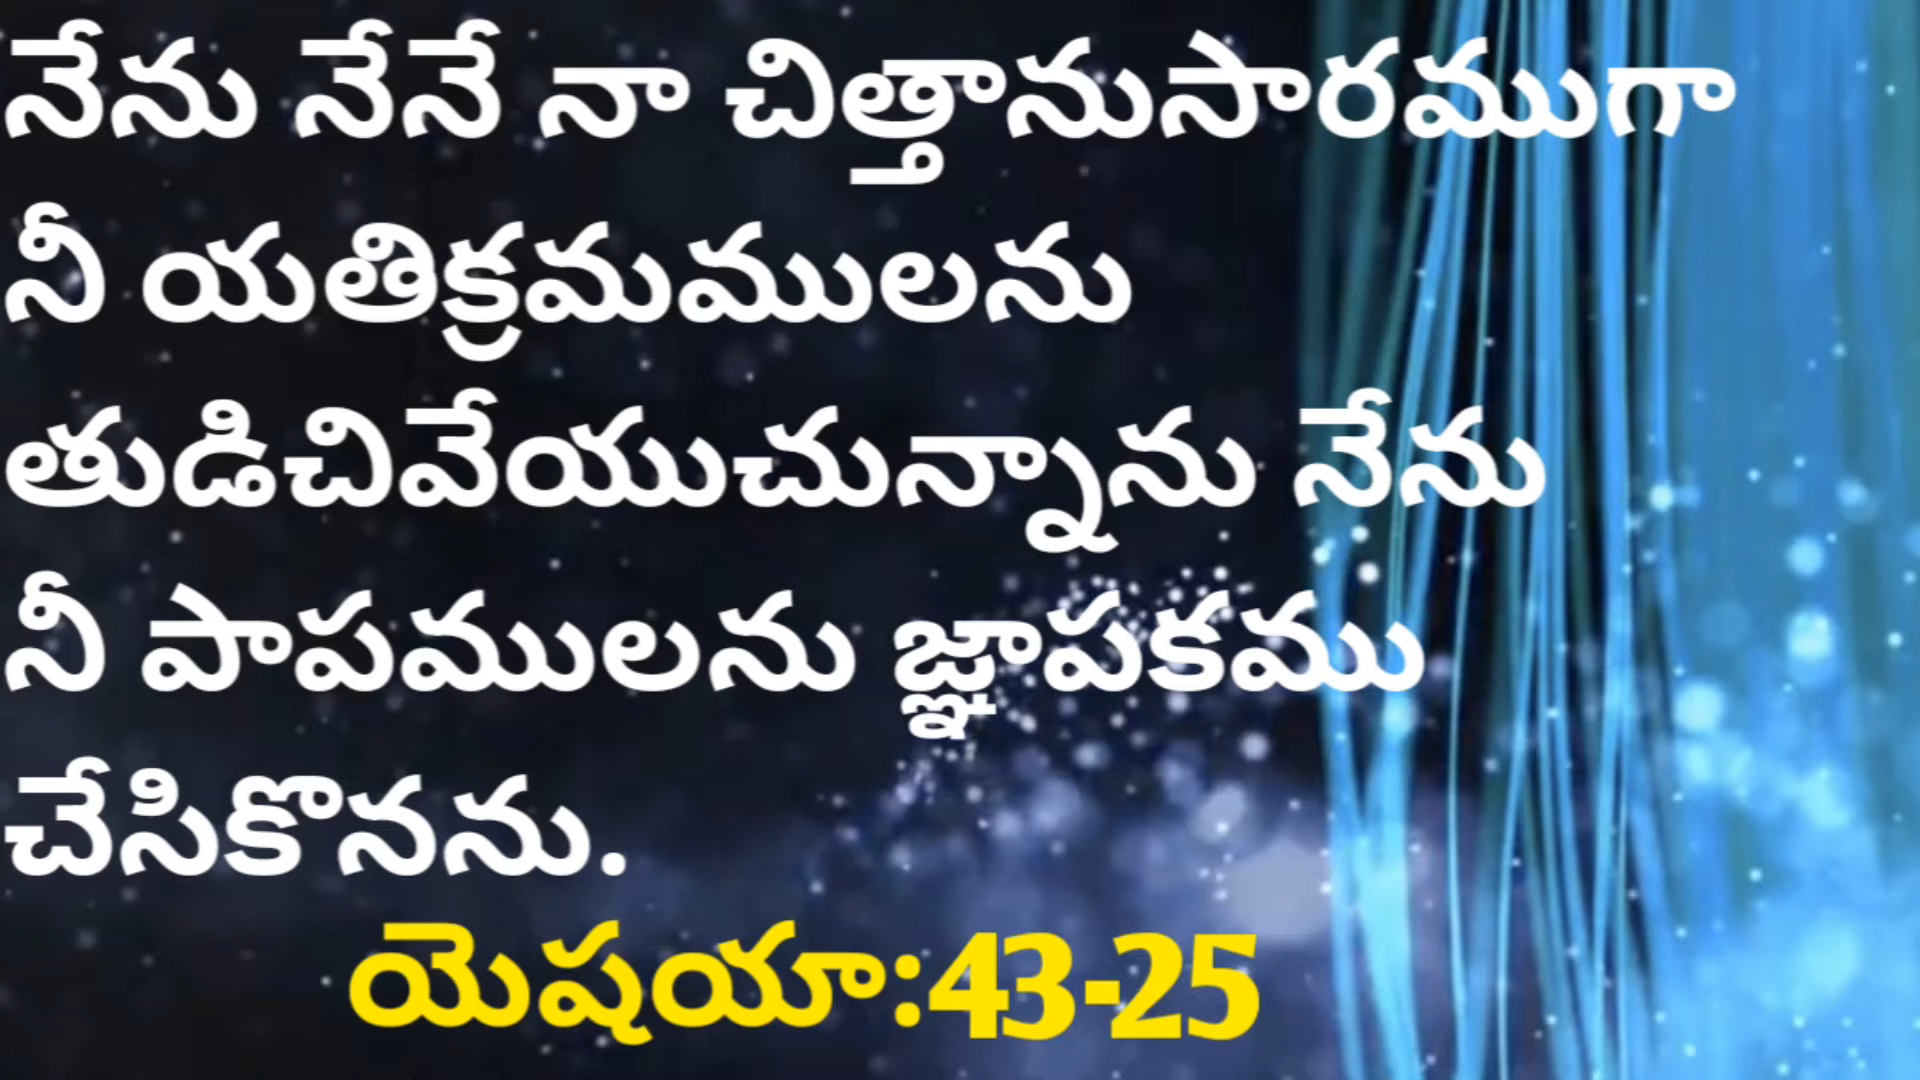 నేను నేనే నా చిత్తానుసారముగా
నీ యతిక్రమములను
తుడిచివేయుచున్నాను నేను
నీ పాపములను జ్ఞాపకము
చేసికొనను.
యెషయా:43-25